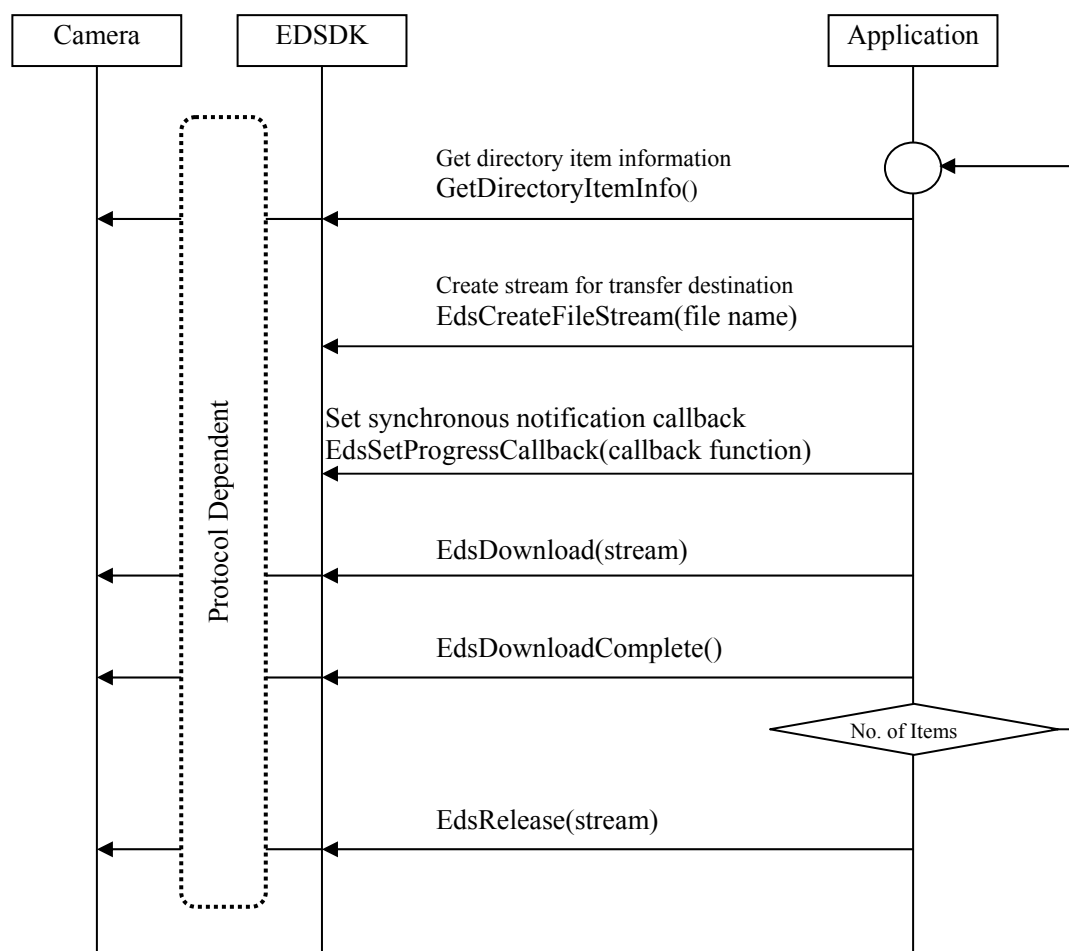 Camera
EDSDK
Application
Get directory item information
GetDirectoryItemInfo()
Create stream for transfer destination
EdsCreateFileStream(file name)
Set synchronous notification callback
EdsSetProgressCallback(callback function)
Protocol Dependent
EdsDownload(stream)
EdsDownloadComplete()
No. of Items
EdsRelease(stream)